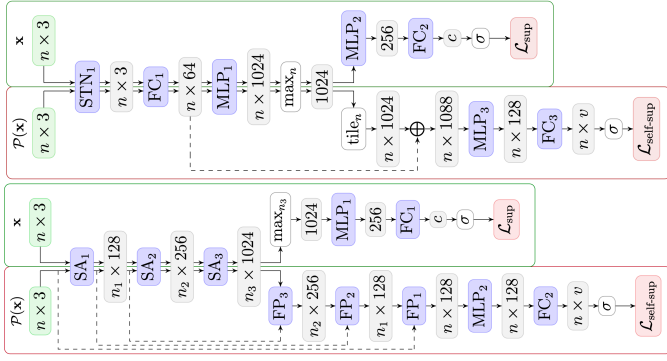 x
n × 3
P(x)
n × 3
STN₁
n × 3
FC₁
n × 64
MLP₁
n × 1024
maxₙ
1024
MLP₂
256
FC₂
c
σ
ℒsup
tileₙ
n × 1024
⊕
n × 1088
MLP₃
n × 128
FC₃
n × v
σ
ℒself-sup
x
n × 3
P(x)
n × 3
SA₁
n₁ × 128
SA₂
n₂ × 256
SA₃
n₃ × 1024
maxₙ₃
1024
MLP₁
256
FC₁
c
σ
ℒsup
FP₃
n₂ × 256
FP₂
n₁ × 128
FP₁
n × 128
MLP₂
n × 128
FC₂
n × v
σ
ℒself-sup